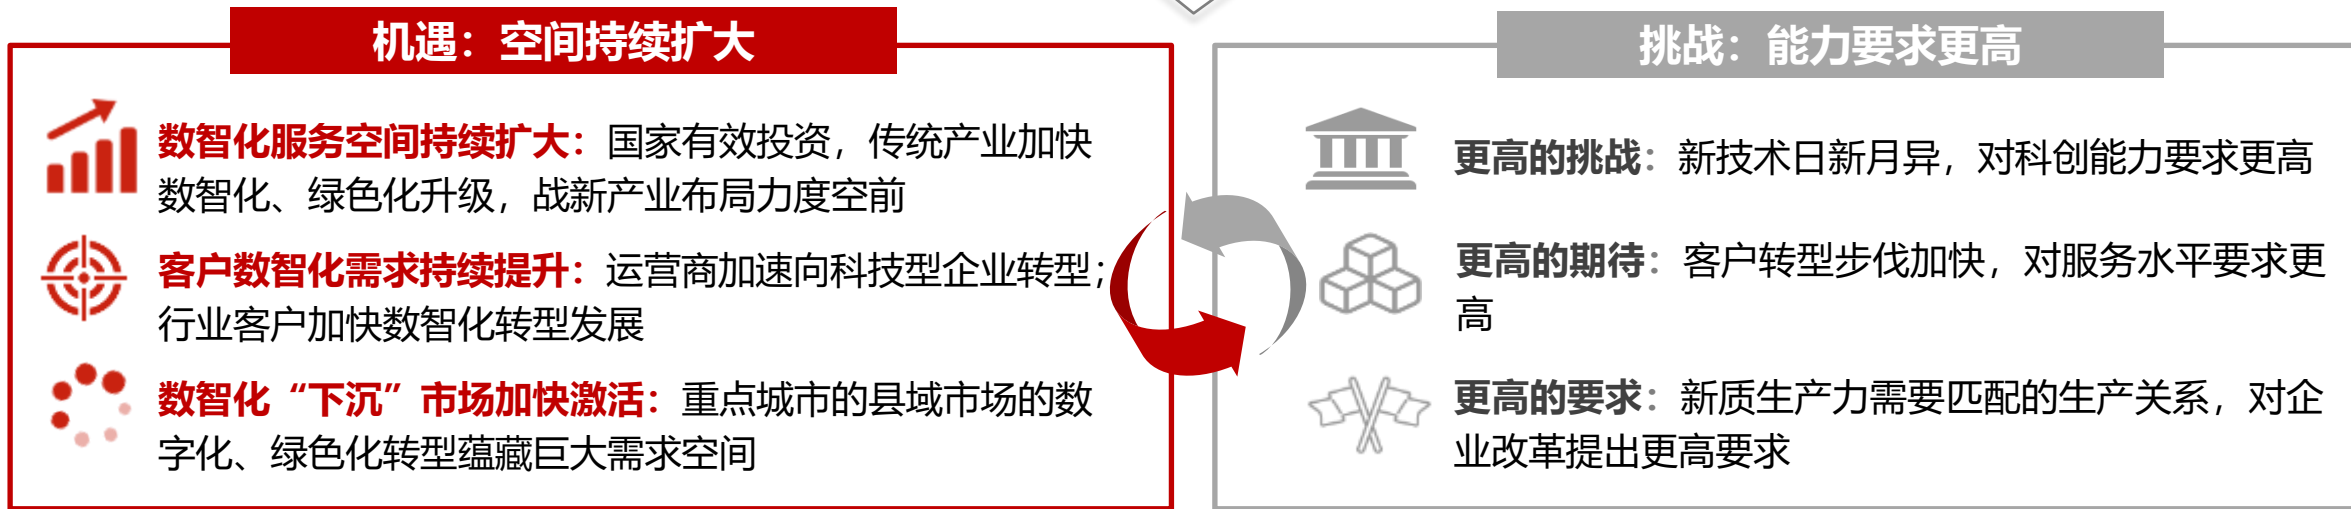 机遇：空间持续扩大
数智化服务空间持续扩大：国家有效投资，传统产业加快
数智化、绿色化升级，战新产业布局力度空前
客户数智化需求持续提升：运营商加速向科技型企业转型；
行业客户加快数智化转型发展
数智化“下沉”市场加快激活：重点城市的县域市场的数
字化、绿色化转型蕴藏巨大需求空间
挑战：能力要求更高
更高的挑战：新技术日新月异，对科创能力要求更高
更高的期待：客户转型步伐加快，对服务水平要求更
高
更高的要求：新质生产力需要匹配的生产关系，对企
业改革提出更高要求